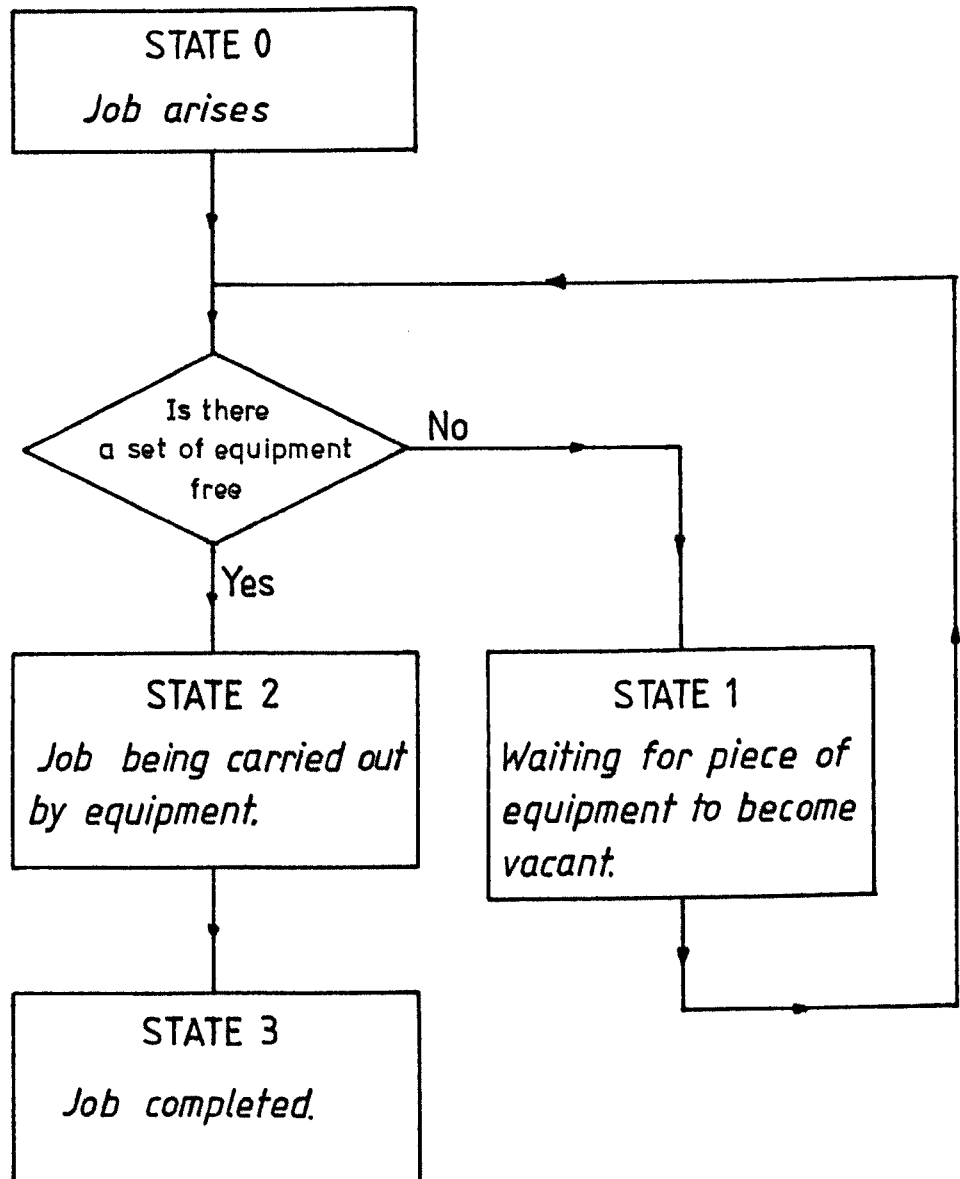 STATE 0
Job arises
Is there
a set of equipment
free
No
Yes
STATE 2
Job being carried out
by equipment.
STATE 1
Waiting for piece of
equipment to become
vacant.
STATE 3
Job completed.